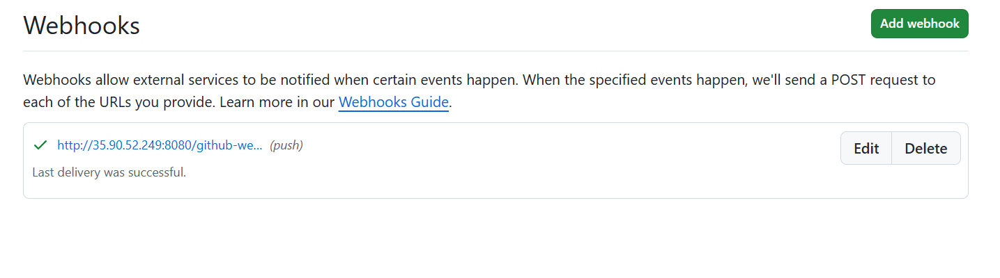 Webhooks
Add webhook
Webhooks allow external services to be notified when certain events happen. When the specified events happen, we'll send a POST request to
each of the URLs you provide. Learn more in our Webhooks Guide.
http://35.90.52.249:8080/github-we... (push)
Edit
Delete
Last delivery was successful.